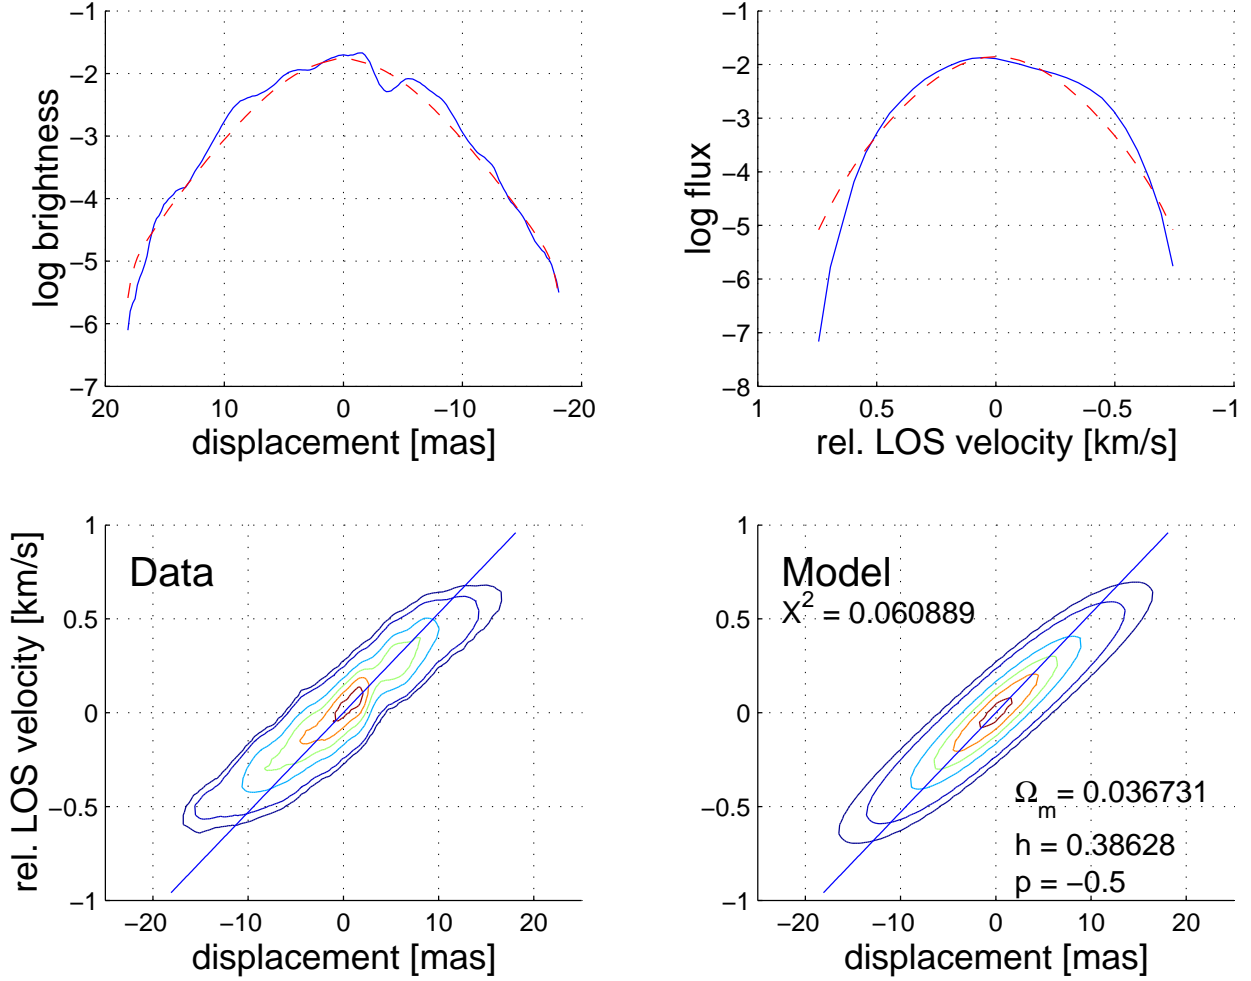 −1
−2
−3
−4
−5
−6
−7
20 10 0 −10 −20
displacement [mas]
log brightness
−1
−2
−3
−4
−5
−6
−7
−8
1 0.5 0 −0.5 −1
rel. LOS velocity [km/s]
log flux
1
0.5
0
−0.5
−1
−20 −10 0 10 20
displacement [mas]
rel. LOS velocity [km/s]
Data
1
0.5
0
−0.5
−1
−20 −10 0 10 20
displacement [mas]
Model
X² = 0.060889
Ωₘ = 0.036731
h = 0.38628
p = −0.5